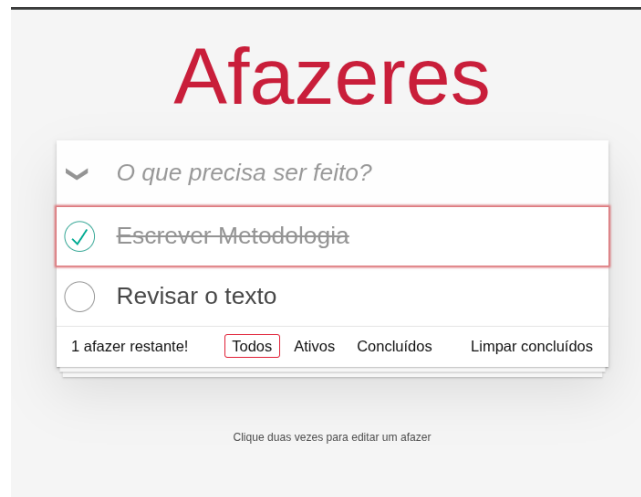 Afazeres
O que precisa ser feito?
Escrever Metodologia
Revisar o texto
1 afazer restante! Todos Ativos Concluídos Limpar concluídos
Clique duas vezes para editar um afazer